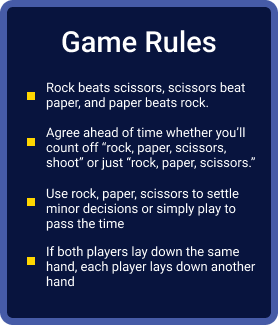 Game Rules
Rock beats scissors, scissors beat
paper, and paper beats rock.
Agree ahead of time whether you’ll
count off “rock, paper, scissors,
shoot” or just “rock, paper, scissors.”
Use rock, paper, scissors to settle
minor decisions or simply play to
pass the time
If both players lay down the same
hand, each player lays down another
hand